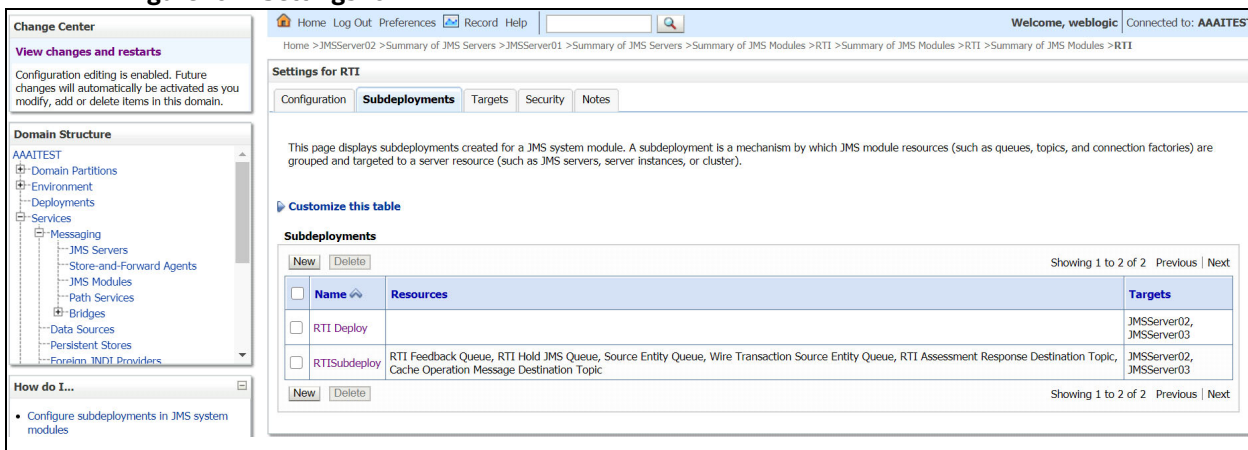 Change Center
View changes and restarts
Configuration editing is enabled. Future
changes will automatically be activated as you
modify, add or delete items in this domain.
Domain Structure
AAAITEST
Domain Partitions
Environment
Deployments
Services
Messaging
JMS Servers
Store-and-Forward Agents
JMS Modules
Path Services
Bridges
Data Sources
Persistent Stores
Foreign JNDI Providers
How do I...
Configure subdeployments in JMS system
modules
Home Log Out Preferences Record Help
Welcome, weblogic Connected to: AAAITEST
Home >JMSServer02 >Summary of JMS Servers >JMSServer01 >Summary of JMS Servers >Summary of JMS Modules >RTI >Summary of JMS Modules >RTI >Summary of JMS Modules >RTI
Settings for RTI
Configuration Subdeployments Targets Security Notes
This page displays subdeployments created for a JMS system module. A subdeployment is a mechanism by which JMS module resources (such as queues, topics, and connection factories) are
grouped and targeted to a server resource (such as JMS servers, server instances, or cluster).
Customize this table
Subdeployments
New Delete Showing 1 to 2 of 2 Previous | Next
Name Resources Targets
RTI Deploy JMSServer02,
JMSServer03
RTISubdeploy RTI Feedback Queue, RTI Hold JMS Queue, Source Entity Queue, Wire Transaction Source Entity Queue, RTI Assessment Response Destination Topic, JMSServer02,
Cache Operation Message Destination Topic JMSServer03
New Delete Showing 1 to 2 of 2 Previous | Next